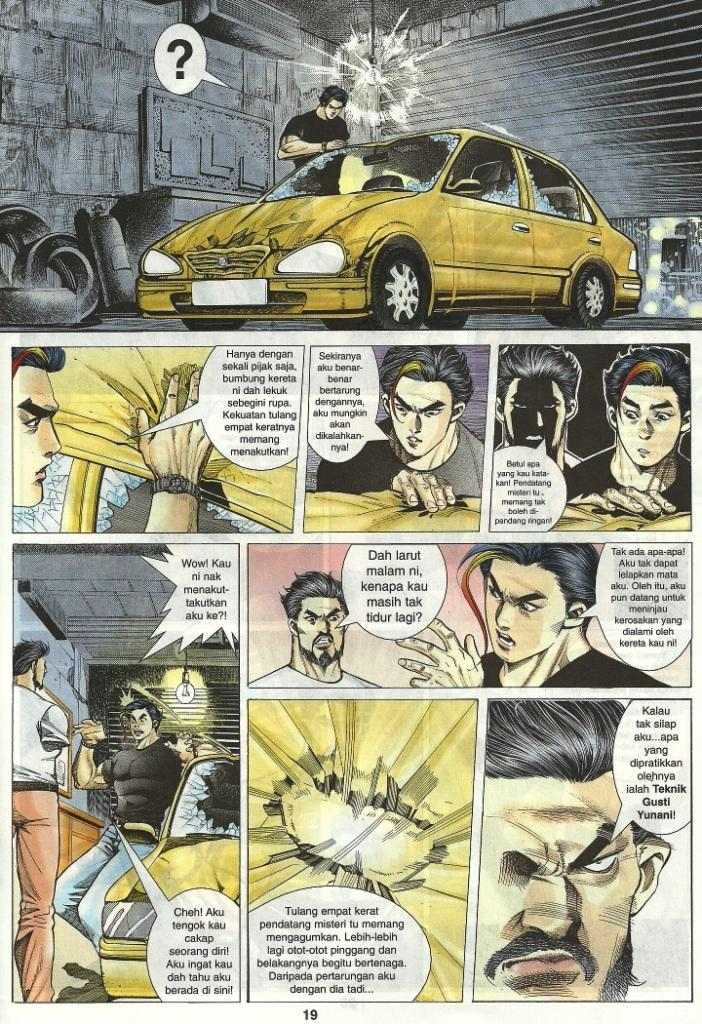 ?
Hanya dengan
sekali pijak saja,
bumbung kereta
ni dah lekuk
sebegini rupa.
Kekuatan tulang
empat keratnya
memang
menakutkan!
Sekiranya
aku benar-
benar
bertarung
dengannya,
aku mungkin
akan
dikalahkan-
nya!
Betul apa
yang kau kata-
kan! Pendatang
misteri tu
memang tak
boleh di-
pandang ringan!
Wow! Kau
ni nak
menakut-
takutkan
aku ke?!
Cheh! Aku
tengok kau
cakap
seorang diri!
Aku ingat kau
dah tahu aku
berada di sini!
Dah larut
malam ni,
kenapa kau
masih tak
tidur lagi?
Tak ada apa-apa!
Aku tak dapat
lelapkan mata
aku. Oleh itu, aku
pun datang untuk
meninjau
kerosakan yang
dialami oleh
kereta kau ni!
Tulang empat kerat
pendatang misteri tu memang
mengagumkan. Lebih-lebih
lagi otot-otot pinggang dan
belakangnya begitu bertenaga.
Daripada pertarungan aku
dengan dia tadi...
Kalau
tak silap
aku...apa
yang
dipratikkan
olehnya
ialah Teknik
Gusti
Yunani!
19